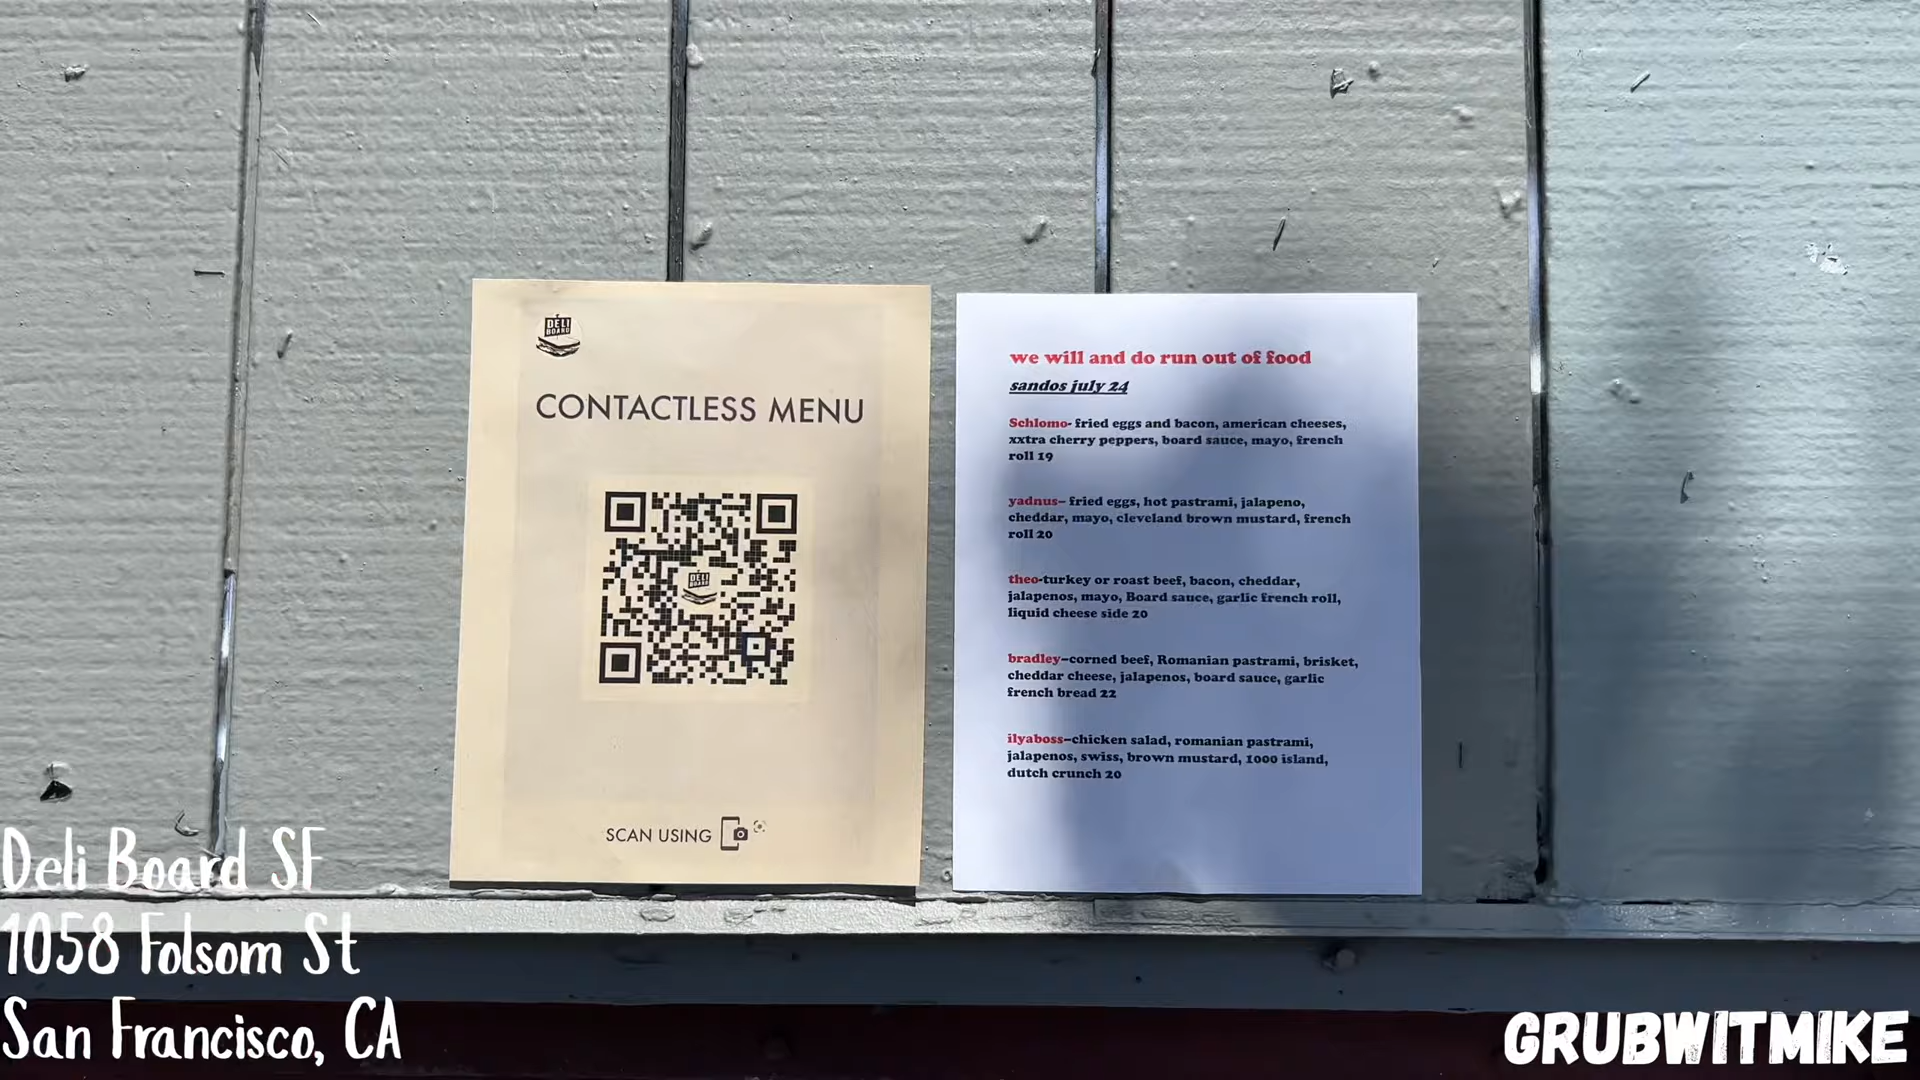 DELI
BOARD
CONTACTLESS MENU
DELI
BOARD
SCAN USING
we will and do run out of food
sandos july 24
Schlomo- fried eggs and bacon, american cheeses,
xxtra cherry peppers, board sauce, mayo, french
roll 19
yadnus– fried eggs, hot pastrami, jalapeno,
cheddar, mayo, cleveland brown mustard, french
roll 20
theo-turkey or roast beef, bacon, cheddar,
jalapenos, mayo, Board sauce, garlic french roll,
liquid cheese side 20
bradley–corned beef, Romanian pastrami, brisket,
cheddar cheese, jalapenos, board sauce, garlic
french bread 22
ilyaboss–chicken salad, romanian pastrami,
jalapenos, swiss, brown mustard, 1000 island,
dutch crunch 20
Deli Board SF
1058 Folsom St
San Francisco, CA
GRUBWITMIKE